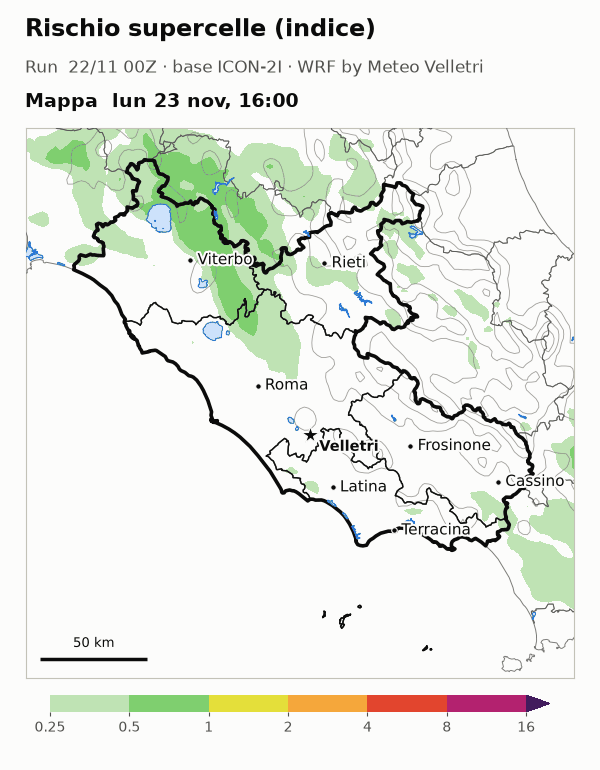 Rischio supercelle (indice)
Run 22/11 00Z · base ICON-2I · WRF by Meteo Velletri
Mappa lun 23 nov, 16:00
Viterbo
Rieti
Roma
Velletri
Frosinone
Cassino
Latina
Terracina
50 km
0.25 0.5 1 2 4 8 16